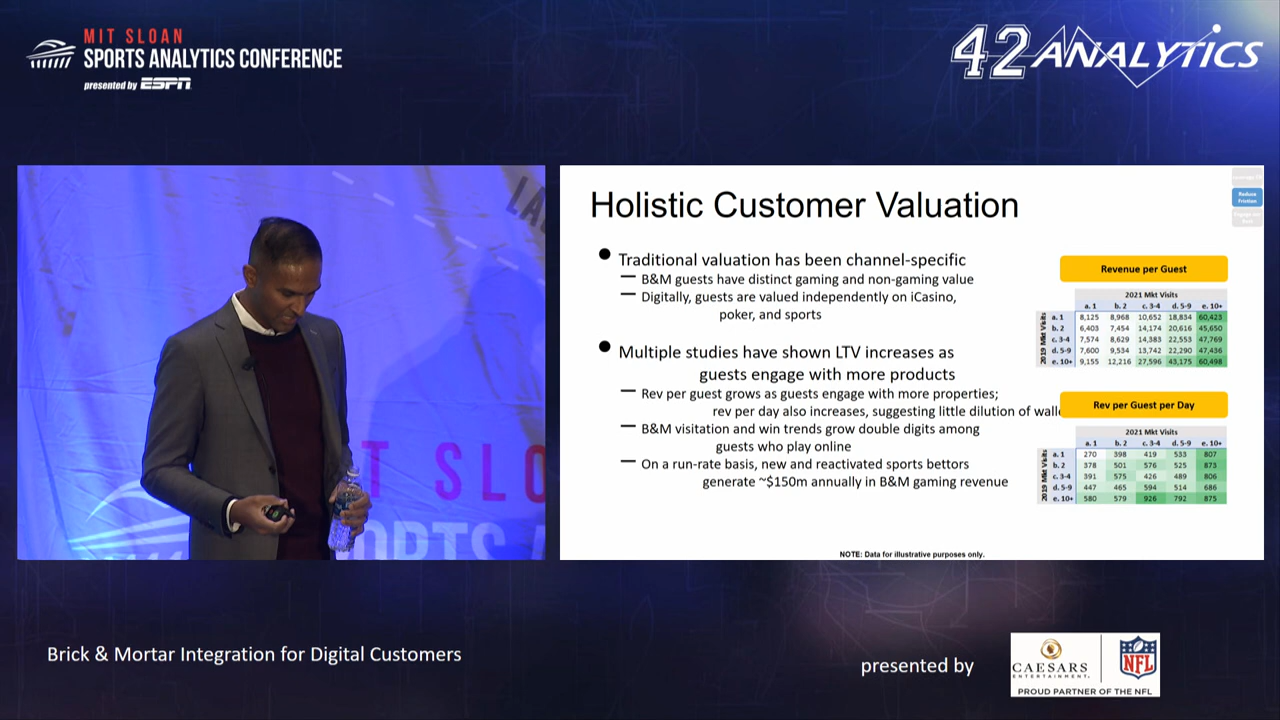 MIT SLOAN
SPORTS ANALYTICS CONFERENCE
presented by ESPN
42 ANALYTICS
LA
T SLO
ORTS A
Holistic Customer Valuation
Reduce
Friction
• Traditional valuation has been channel-specific
— B&M guests have distinct gaming and non-gaming value
— Digitally, guests are valued independently on iCasino,
poker, and sports
• Multiple studies have shown LTV increases as
guests engage with more products
— Rev per guest grows as guests engage with more properties;
rev per day also increases, suggesting little dilution of walle
— B&M visitation and win trends grow double digits among
guests who play online
— On a run-rate basis, new and reactivated sports bettors
generate ~$150m annually in B&M gaming revenue
Revenue per Guest
2021 Mkt Visits
a. 1 b. 2 c. 3-4 d. 5-9 e. 10+
2019 Mkt Visits
a. 1 8,125 8,968 10,652 18,834 60,423
b. 2 6,403 7,454 14,174 20,616 45,650
c. 3-4 7,574 8,629 14,383 22,553 47,769
d. 5-9 7,600 9,534 13,742 22,290 47,436
e. 10+ 9,155 12,216 27,596 43,175 60,498
Rev per Guest per Day
2021 Mkt Visits
a. 1 b. 2 c. 3-4 d. 5-9 e. 10+
2019 Mkt Visits
a. 1 270 398 419 533 807
b. 2 378 501 576 525 873
c. 3-4 391 575 426 489 806
d. 5-9 447 465 594 514 686
e. 10+ 580 579 926 792 875
NOTE: Data for illustrative purposes only.
Brick & Mortar Integration for Digital Customers
presented by
CAESARS
ENTERTAINMENT.
NFL
PROUD PARTNER OF THE NFL